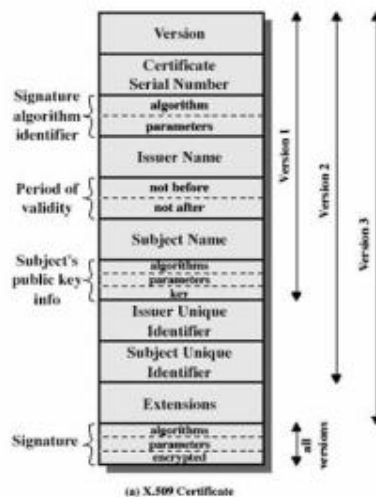 Version
Certificate
Serial Number
Signature
algorithm
identifier
algorithm
parameters
Issuer Name
Period of
validity
not before
not after
Subject Name
Subject's
public key
info
algorithms
parameters
key
Issuer Unique
Identifier
Subject Unique
Identifier
Extensions
Signature
algorithms
parameters
encrypted
Version 1
Version 2
Version 3
all
versions
(a) X.509 Certificate